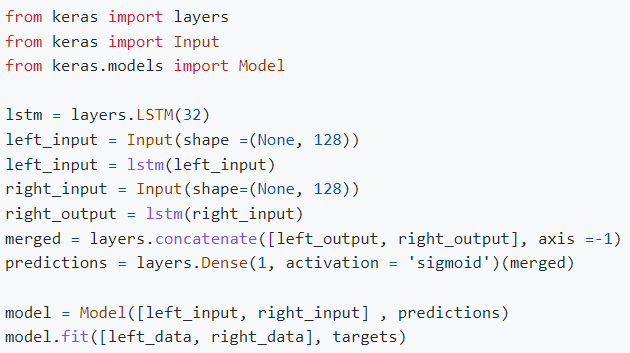 from keras import layers
from keras import Input
from keras.models import Model
lstm = layers.LSTM(32)
left_input = Input(shape =(None, 128))
left_input = lstm(left_input)
right_input = Input(shape=(None, 128))
right_output = lstm(right_input)
merged = layers.concatenate([left_output, right_output], axis =-1)
predictions = layers.Dense(1, activation = 'sigmoid')(merged)
model = Model([left_input, right_input] , predictions)
model.fit([left_data, right_data], targets)